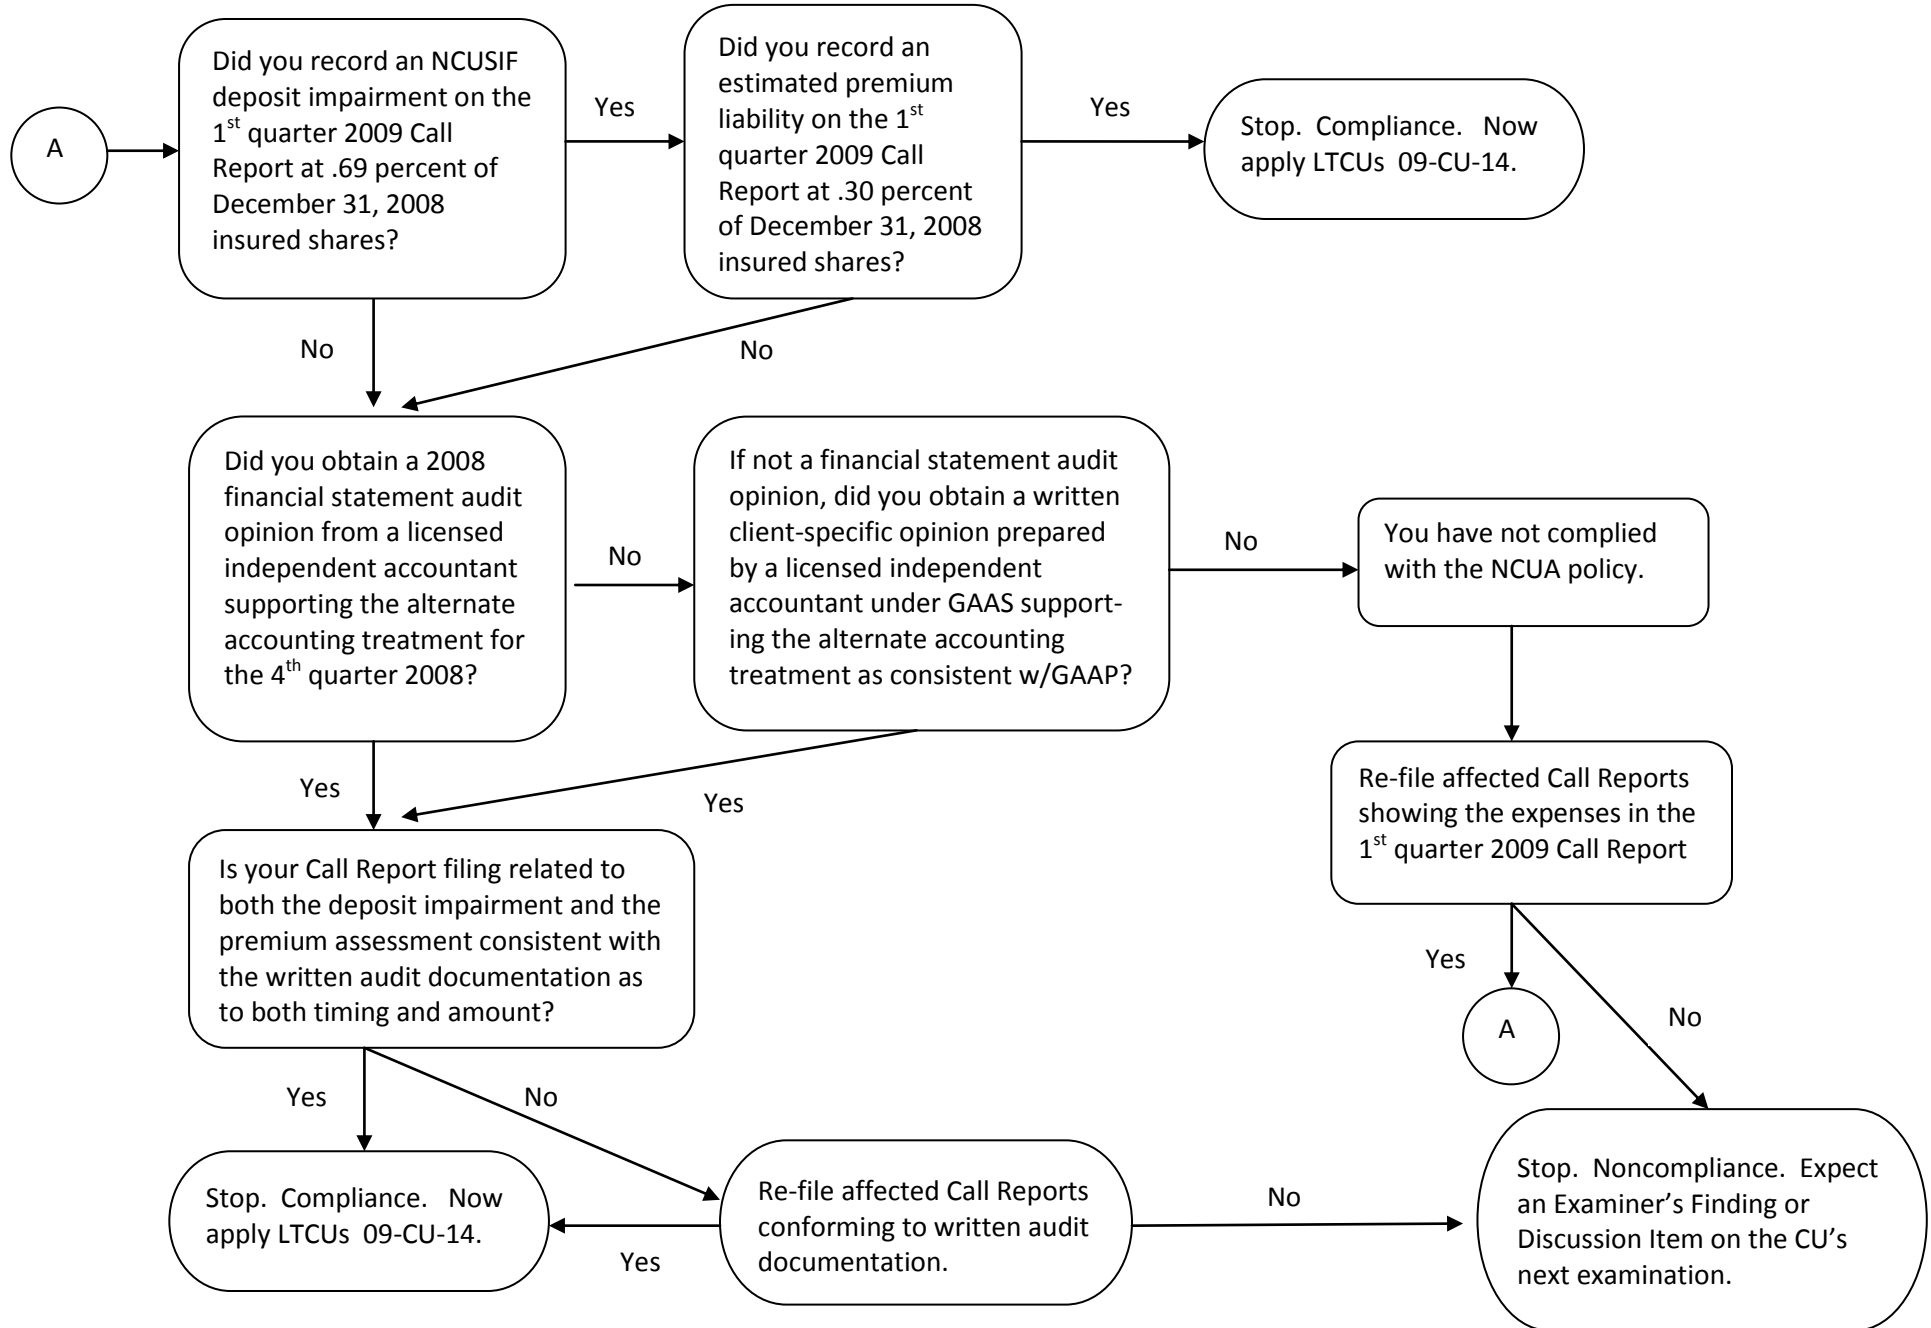 A
Did you record an NCUSIF
deposit impairment on the
1st quarter 2009 Call
Report at .69 percent of
December 31, 2008
insured shares?
Yes
Did you record an
estimated premium
liability on the 1st
quarter 2009 Call
Report at .30 percent
of December 31, 2008
insured shares?
Yes
Stop.  Compliance.   Now
apply LTCUs  09-CU-14.
No
No
Did you obtain a 2008
financial statement audit
opinion from a licensed
independent accountant
supporting the alternate
accounting treatment for
the 4th quarter 2008?
No
If not a financial statement audit
opinion, did you obtain a written
client-specific opinion prepared
by a licensed independent
accountant under GAAS support-
ing the alternate accounting
treatment as consistent w/GAAP?
No
You have not complied
with the NCUA policy.
Yes
Yes
Re-file affected Call Reports
showing the expenses in the
1st quarter 2009 Call Report
Is your Call Report filing related to
both the deposit impairment and the
premium assessment consistent with
the written audit documentation as
to both timing and amount?
Yes
A
No
Yes
No
Stop.  Compliance.   Now
apply LTCUs  09-CU-14.
Yes
Re-file affected Call Reports
conforming to written audit
documentation.
No
Stop.  Noncompliance.  Expect
an Examiner’s Finding or
Discussion Item on the CU’s
next examination.